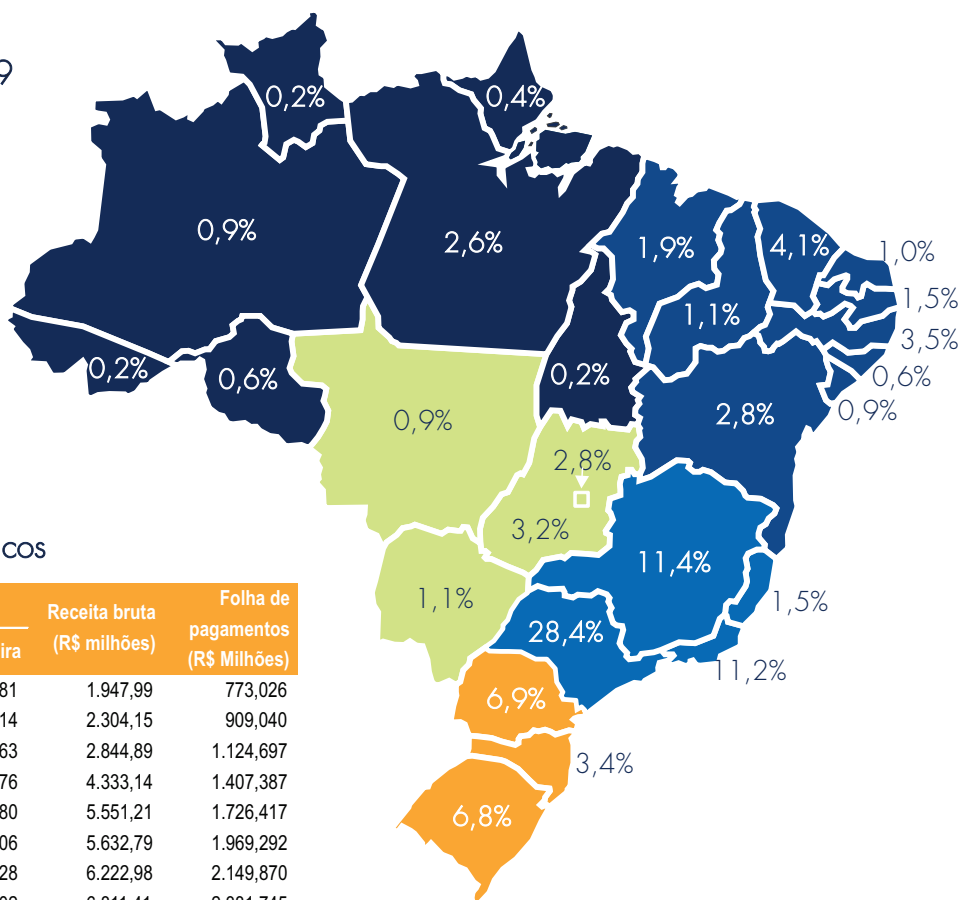 9
0,2%
0,4%
0,9%
2,6%
1,9%
4,1%
1,0%
1,5%
1,1%
3,5%
0,2%
0,6%
0,2%
0,6%
0,9%
2,8%
0,9%
2,8%
3,2%
11,4%
1,1%
1,5%
28,4%
11,2%
6,9%
3,4%
6,8%
cos
Receita bruta
(R$ milhões)
Folha de
pagamentos
(R$ Milhões)
ira
81 1.947,99 773,026
14 2.304,15 909,040
63 2.844,89 1.124,697
76 4.333,14 1.407,387
80 5.551,21 1.726,417
06 5.632,79 1.969,292
28 6.222,98 2.149,870